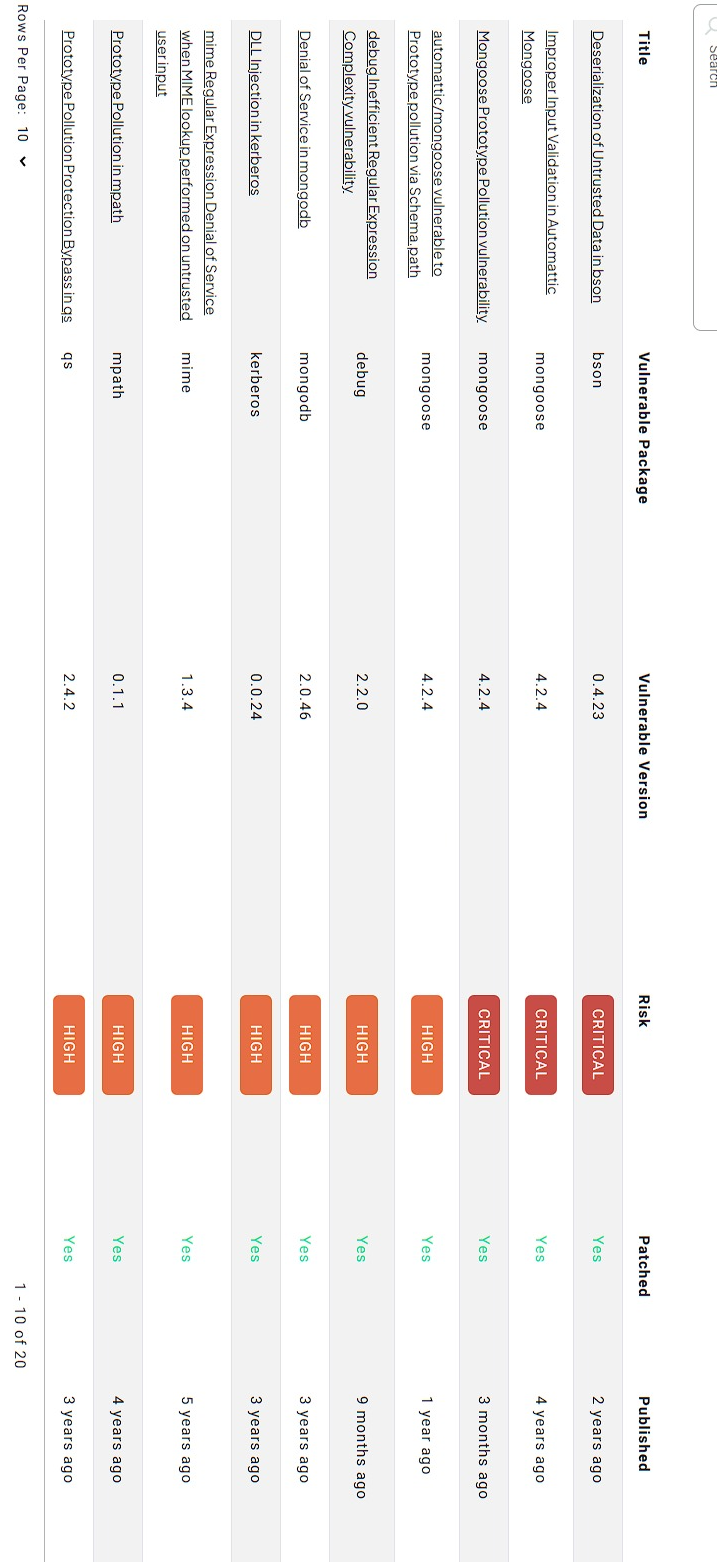 Search
Title Vulnerable Package Vulnerable Version Risk Patched Published
Deserialization of Untrusted Data in bson bson 0.4.23 CRITICAL Yes 2 years ago
Improper Input Validation in Automattic
Mongoose mongoose 4.2.4 CRITICAL Yes 4 years ago
Mongoose Prototype Pollution vulnerability mongoose 4.2.4 CRITICAL Yes 3 months ago
automattic/mongoose vulnerable to
Prototype pollution via Schema.path mongoose 4.2.4 HIGH Yes 1 year ago
debug Inefficient Regular Expression
Complexity vulnerability debug 2.2.0 HIGH Yes 9 months ago
Denial of Service in mongodb mongodb 2.0.46 HIGH Yes 3 years ago
DLL Injection in kerberos kerberos 0.0.24 HIGH Yes 3 years ago
mime Regular Expression Denial of Service
when MIME lookup performed on untrusted mime 1.3.4 HIGH Yes 5 years ago
user input
Prototype Pollution in mpath mpath 0.1.1 HIGH Yes 4 years ago
Prototype Pollution Protection Bypass in qs qs 2.4.2 HIGH Yes 3 years ago
Rows Per Page: 10 1 - 10 of 20